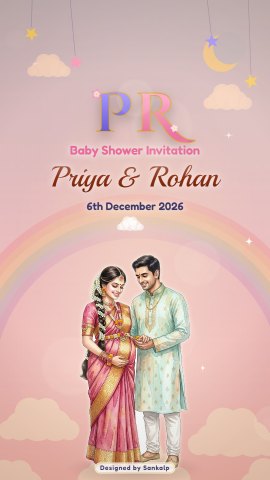 PR
Baby Shower Invitation
Priya & Rohan
6th December 2026
Designed by Sankalp